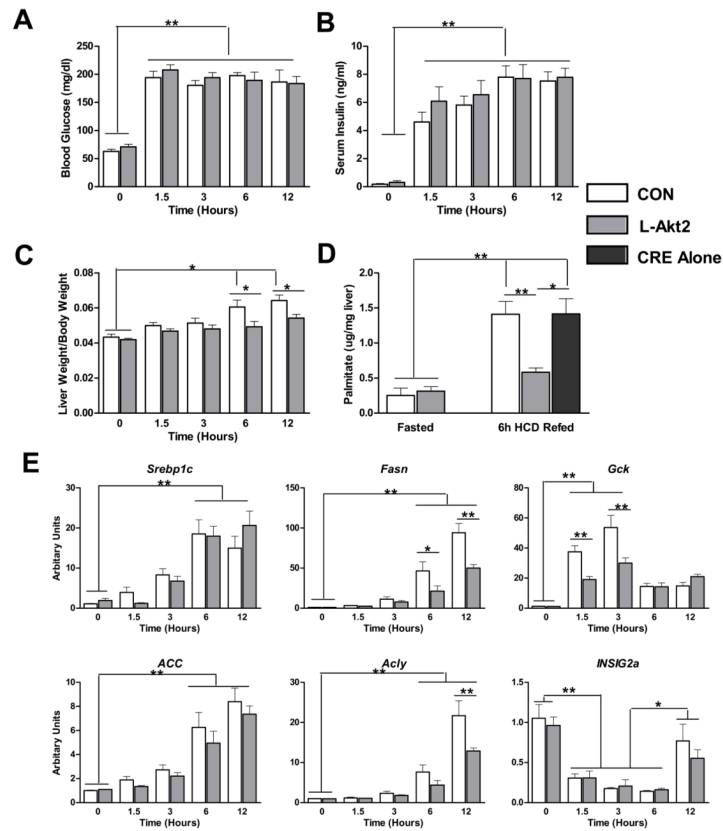 A
**
Blood Glucose (mg/dl)
250
200
150
100
50
0
0 1.5 3 6 12
Time (Hours)
B
**
Serum Insulin (ng/ml)
10
8
6
4
2
0
0 1.5 3 6 12
Time (Hours)
CON
L-Akt2
CRE Alone
C
*
* *
Liver Weight/Body Weight
0.08
0.06
0.04
0.02
0.00
0 1.5 3 6 12
Time (Hours)
D
**
** *
Palmitate (ug/mg liver)
2.0
1.5
1.0
0.5
0.0
Fasted 6h HCD Refed
E
Srebp1c
**
Arbitary Units
30
20
10
0
0 1.5 3 6 12
Time (Hours)
Fasn
**
* **
100
75
50
25
0
0 1.5 3 6 12
Time (Hours)
Gck
**
** **
80
60
40
20
0
0 1.5 3 6 12
Time (Hours)
ACC
**
Arbitary Units
10
8
6
4
2
0
0 1.5 3 6 12
Time (Hours)
Acly
**
**
30
20
10
0
0 1.5 3 6 12
Time (Hours)
INSIG2a
** *
1.5
1.0
0.5
0.0
0 1.5 3 6 12
Time (Hours)